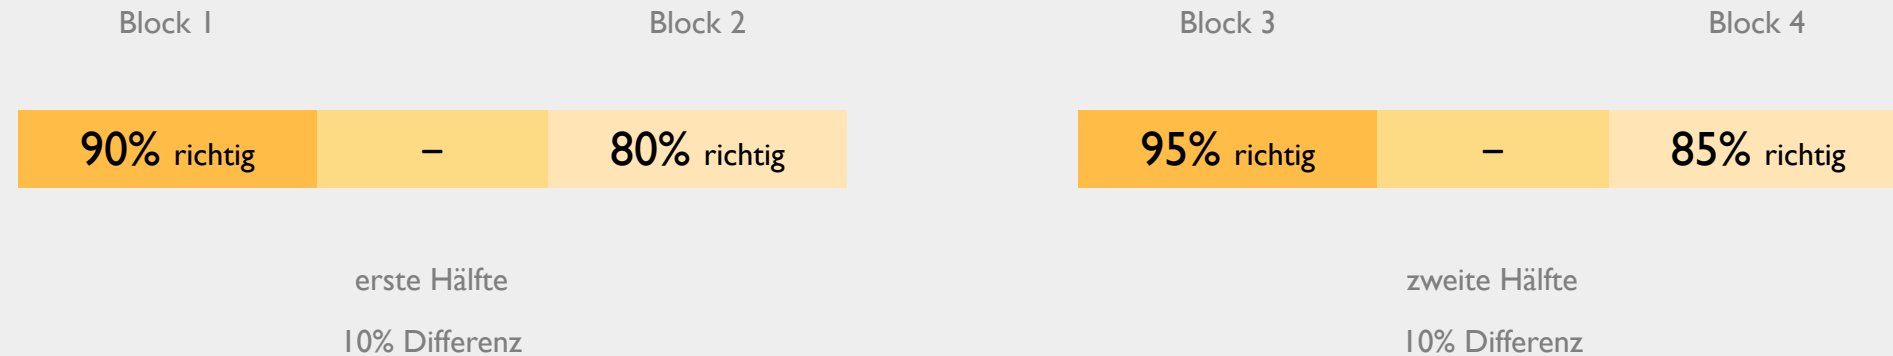 Block 1 Block 2 Block 3 Block 4
90% richtig – 80% richtig 95% richtig – 85% richtig
erste Hälfte zweite Hälfte
10% Differenz 10% Differenz